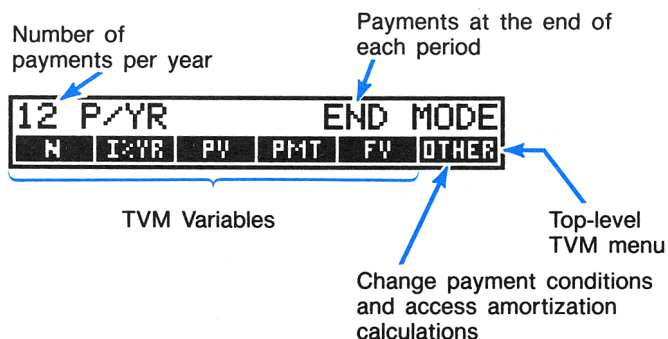 Number of
payments per year
Payments at the end of
each period
12 P/YR END MODE
N I%YR PV PMT FV OTHER
TVM Variables
Top-level
TVM menu
Change payment conditions
and access amortization
calculations